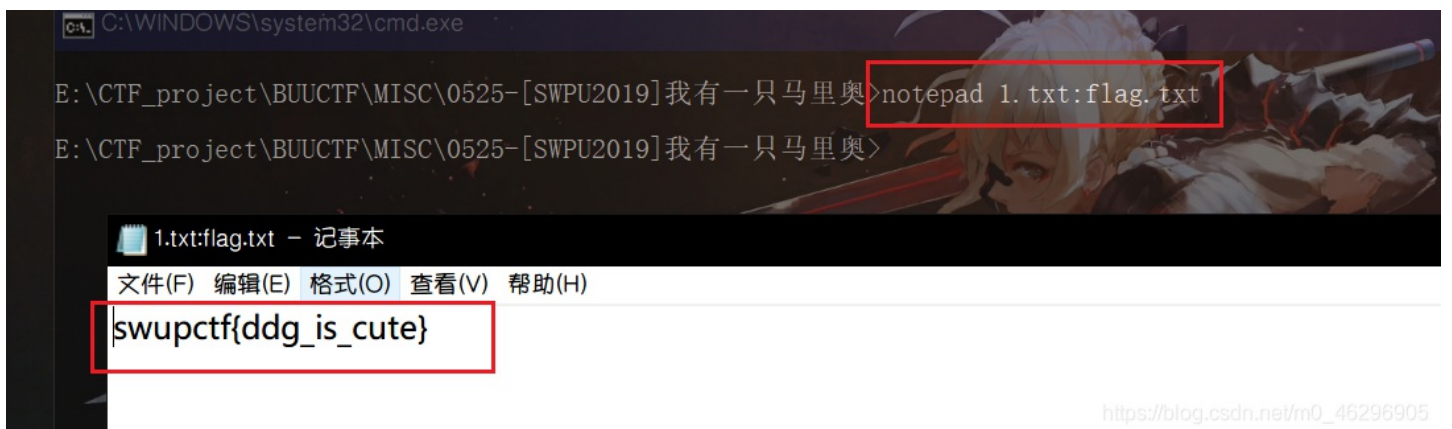 C:\WINDOWS\system32\cmd.exe
E:\CTF_project\BUUCTF\MISC\0525-[SWPU2019]我有一只马里奥>notepad 1.txt:flag.txt
E:\CTF_project\BUUCTF\MISC\0525-[SWPU2019]我有一只马里奥>
1.txt:flag.txt - 记事本
文件(F) 编辑(E) 格式(O) 查看(V) 帮助(H)
swupctf{ddg_is_cute}
https://blog.csdn.net/m0_46296905